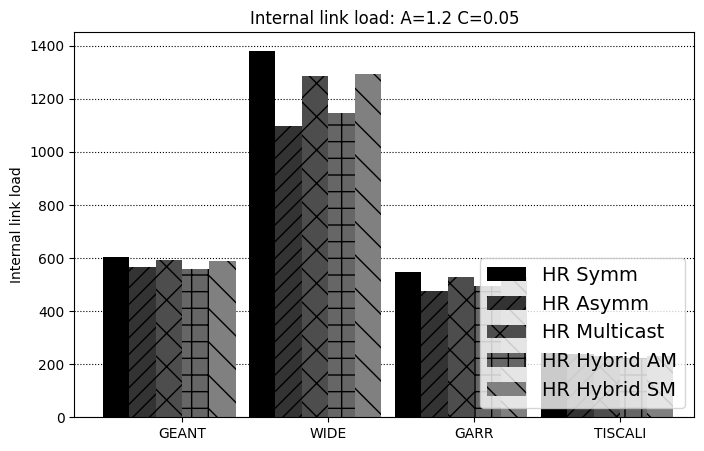 Internal link load: A=1.2 C=0.05
1400
1200
1000
800
600
400
200
0
Internal link load
HR Symm
HR Asymm
HR Multicast
HR Hybrid AM
HR Hybrid SM
GEANT
WIDE
GARR
TISCALI